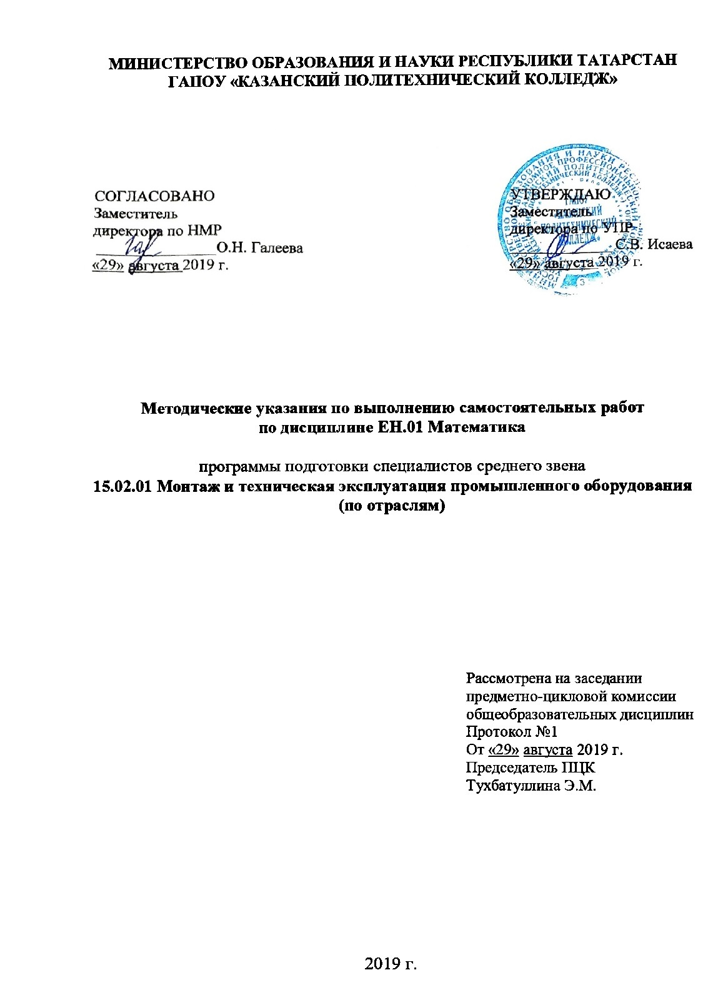 МИНИСТЕРСТВО ОБРАЗОВАНИЯ И НАУКИ РЕСПУБЛИКИ ТАТАРСТАН
ГАПОУ «КАЗАНСКИЙ ПОЛИТЕХНИЧЕСКИЙ КОЛЛЕДЖ»
СОГЛАСОВАНО
Заместитель
директора по НМР
О.Н. Галеева
«29» августа 2019 г.
УТВЕРЖДАЮ
Заместитель
директора по УПР
С.В. Исаева
«29» августа 2019 г.
Методические указания по выполнению самостоятельных работ
по дисциплине ЕН.01 Математика
программы подготовки специалистов среднего звена
15.02.01 Монтаж и техническая эксплуатация промышленного оборудования
(по отраслям)
Рассмотрена на заседании
предметно-цикловой комиссии
общеобразовательных дисциплин
Протокол №1
От «29» августа 2019 г.
Председатель ПЦК
Тухбатуллина Э.М.
2019 г.